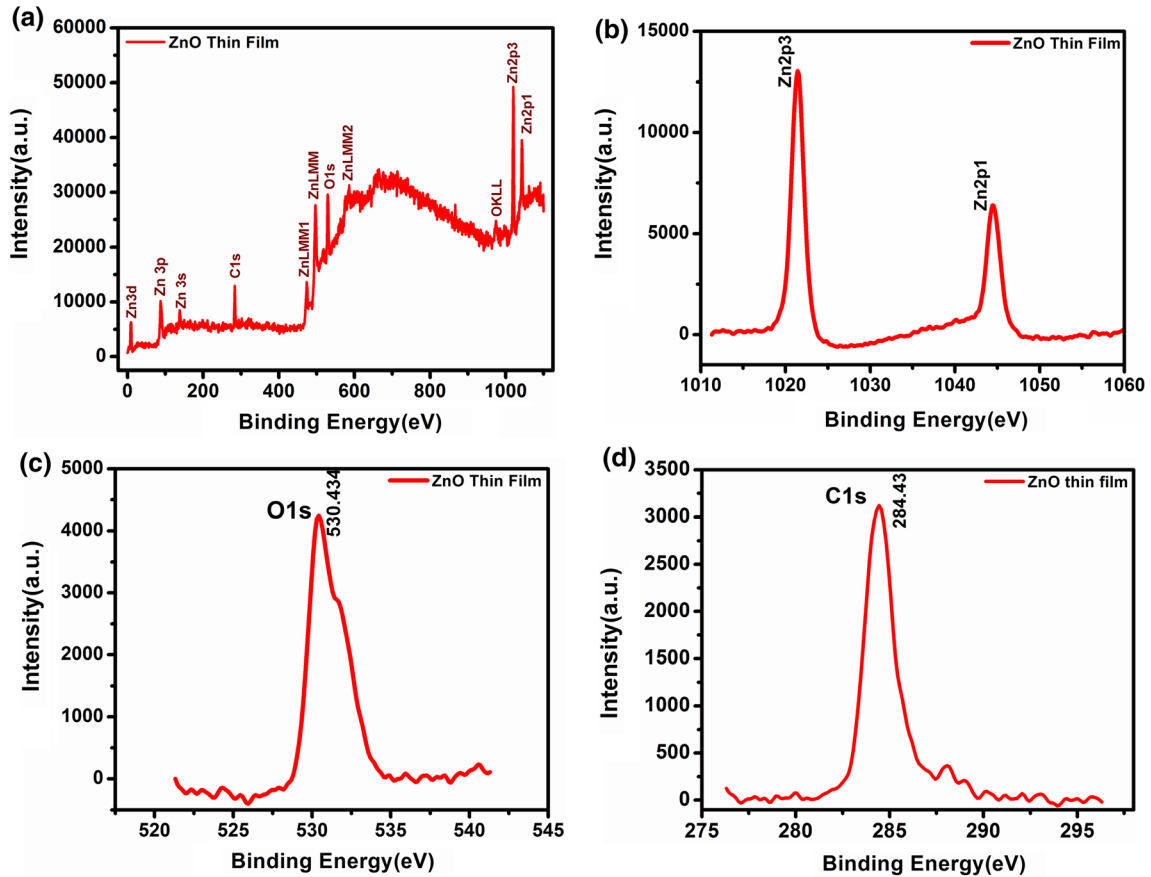 (a)
60000
50000
40000
30000
20000
10000
0
Intensity(a.u.)
ZnO Thin Film
Zn3d
Zn 3p
Zn 3s
C1s
ZnLMM1
ZnLMM
O1s
ZnLMM2
OKLL
Zn2p3
Zn2p1
0 200 400 600 800 1000
Binding Energy(eV)
(b)
15000
10000
5000
0
Intensity(a.u.)
ZnO Thin Film
Zn2p3
Zn2p1
1010 1020 1030 1040 1050 1060
Binding Energy(eV)
(c)
5000
4000
3000
2000
1000
0
Intensity(a.u.)
ZnO Thin Film
O1s
530.434
520 525 530 535 540 545
Binding Energy(eV)
(d)
3500
3000
2500
2000
1500
1000
500
0
Intensity(a.u.)
ZnO thin film
C1s
284.43
275 280 285 290 295
Binding Energy(eV)